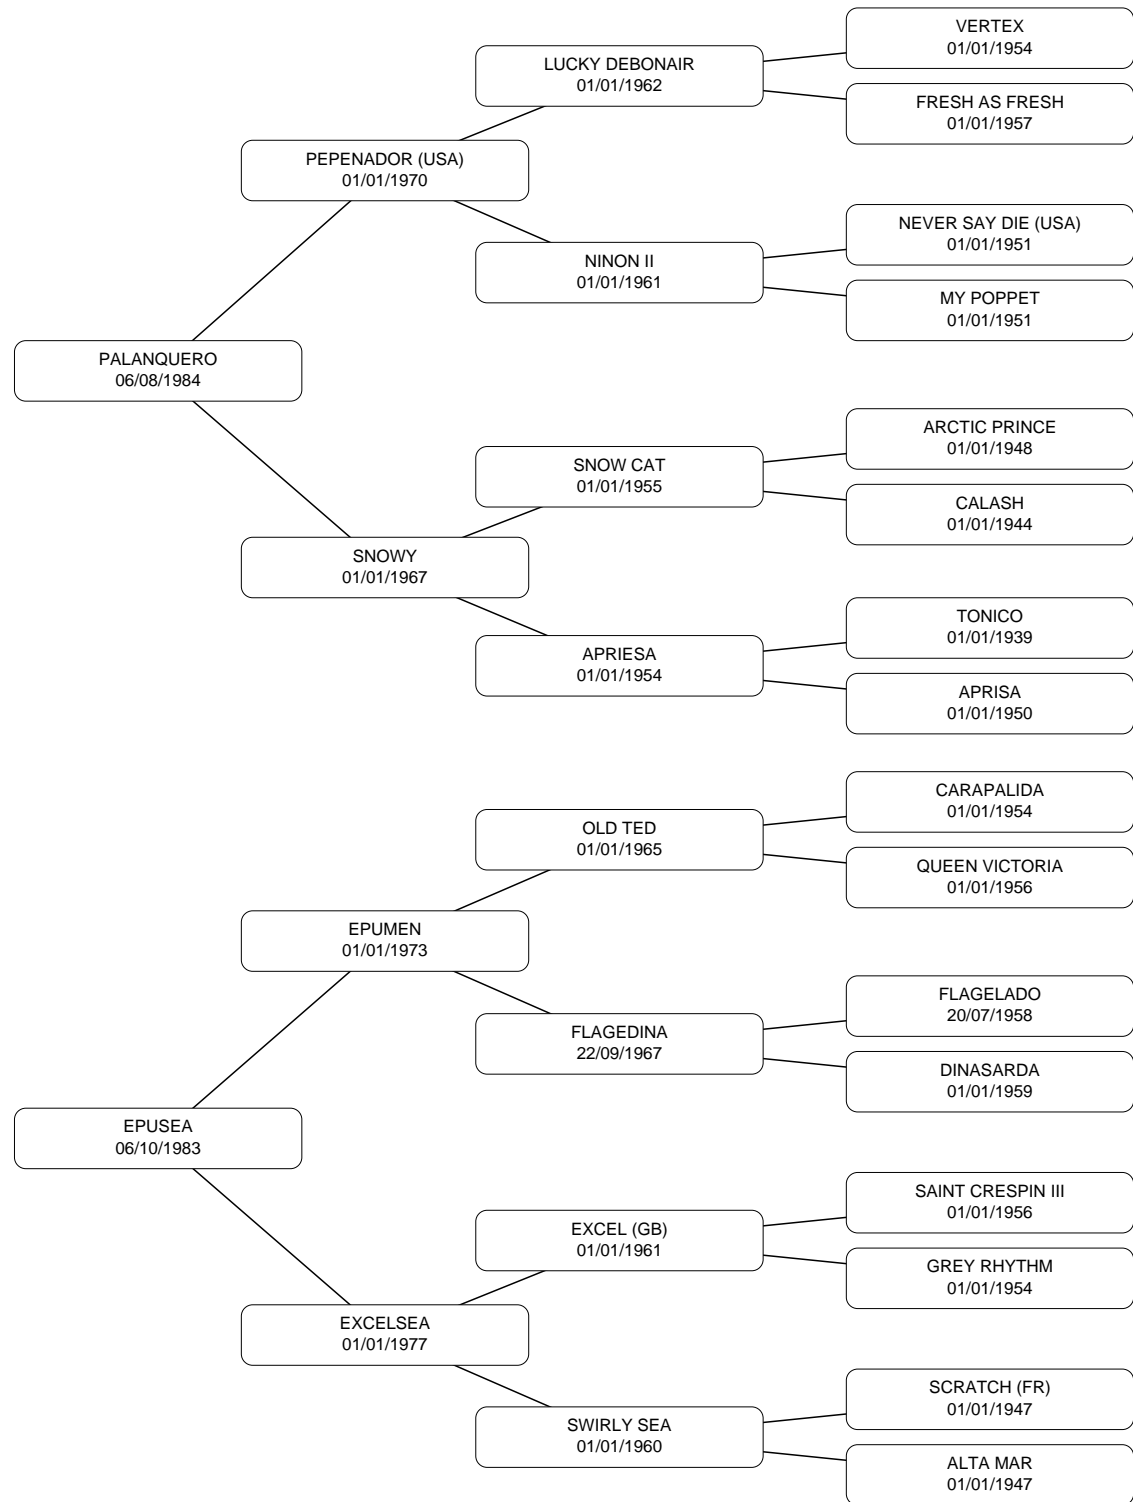 VERTEX
01/01/1954
LUCKY DEBONAIR
01/01/1962
FRESH AS FRESH
01/01/1957
PEPENADOR (USA)
01/01/1970
NEVER SAY DIE (USA)
01/01/1951
NINON II
01/01/1961
MY POPPET
01/01/1951
PALANQUERO
06/08/1984
ARCTIC PRINCE
01/01/1948
SNOW CAT
01/01/1955
CALASH
01/01/1944
SNOWY
01/01/1967
TONICO
01/01/1939
APRIESA
01/01/1954
APRISA
01/01/1950
CARAPALIDA
01/01/1954
OLD TED
01/01/1965
QUEEN VICTORIA
01/01/1956
EPUMEN
01/01/1973
FLAGELADO
20/07/1958
FLAGEDINA
22/09/1967
DINASARDA
01/01/1959
EPUSEA
06/10/1983
SAINT CRESPIN III
01/01/1956
EXCEL (GB)
01/01/1961
GREY RHYTHM
01/01/1954
EXCELSEA
01/01/1977
SCRATCH (FR)
01/01/1947
SWIRLY SEA
01/01/1960
ALTA MAR
01/01/1947